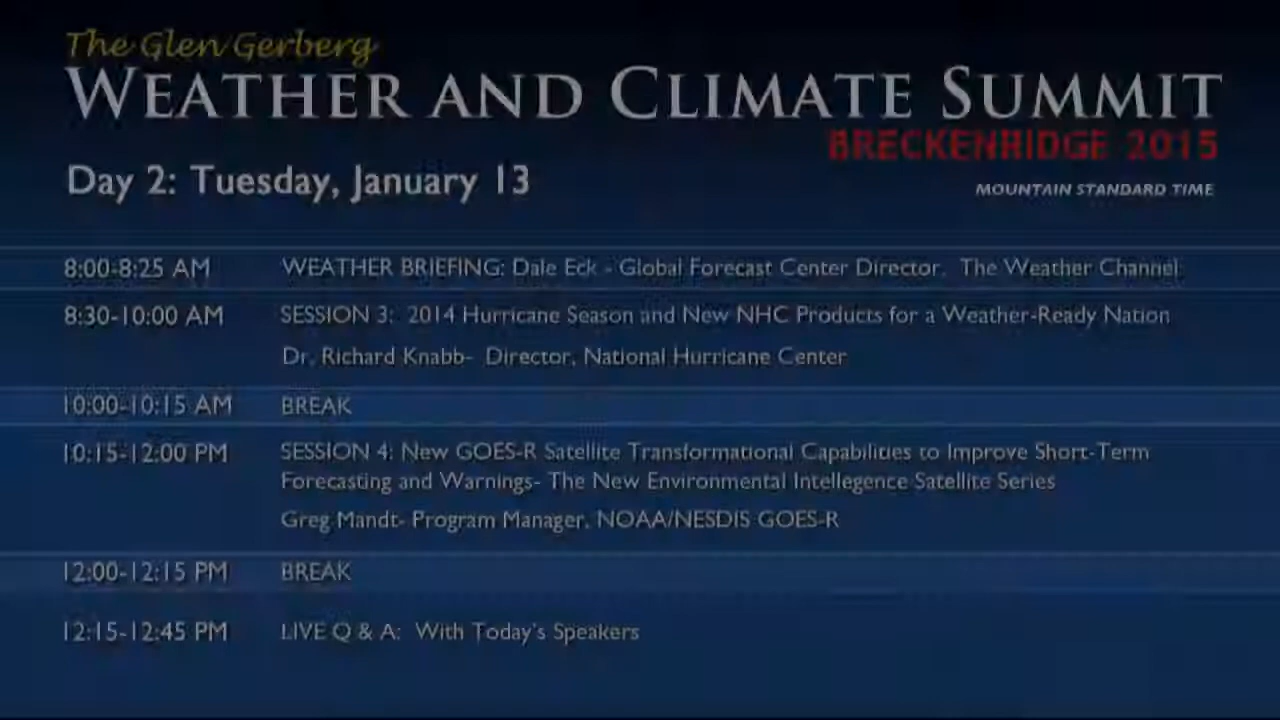 The Glen Gerberg
WEATHER AND CLIMATE SUMMIT
BRECKENRIDGE 2015
Day 2: Tuesday, January 13
MOUNTAIN STANDARD TIME
8:00-8:25 AM WEATHER BRIEFING: Dale Eck - Global Forecast Center Director, The Weather Channel
8:30-10:00 AM SESSION 3: 2014 Hurricane Season and New NHC Products for a Weather-Ready Nation
Dr. Richard Knabb- Director, National Hurricane Center
10:00-10:15 AM BREAK
10:15-12:00 PM SESSION 4: New GOES-R Satellite Transformational Capabilities to Improve Short-Term
Forecasting and Warnings- The New Environmental Intellegence Satellite Series
Greg Mandt- Program Manager, NOAA/NESDIS GOES-R
12:00-12:15 PM BREAK
12:15-12:45 PM LIVE Q & A: With Today's Speakers